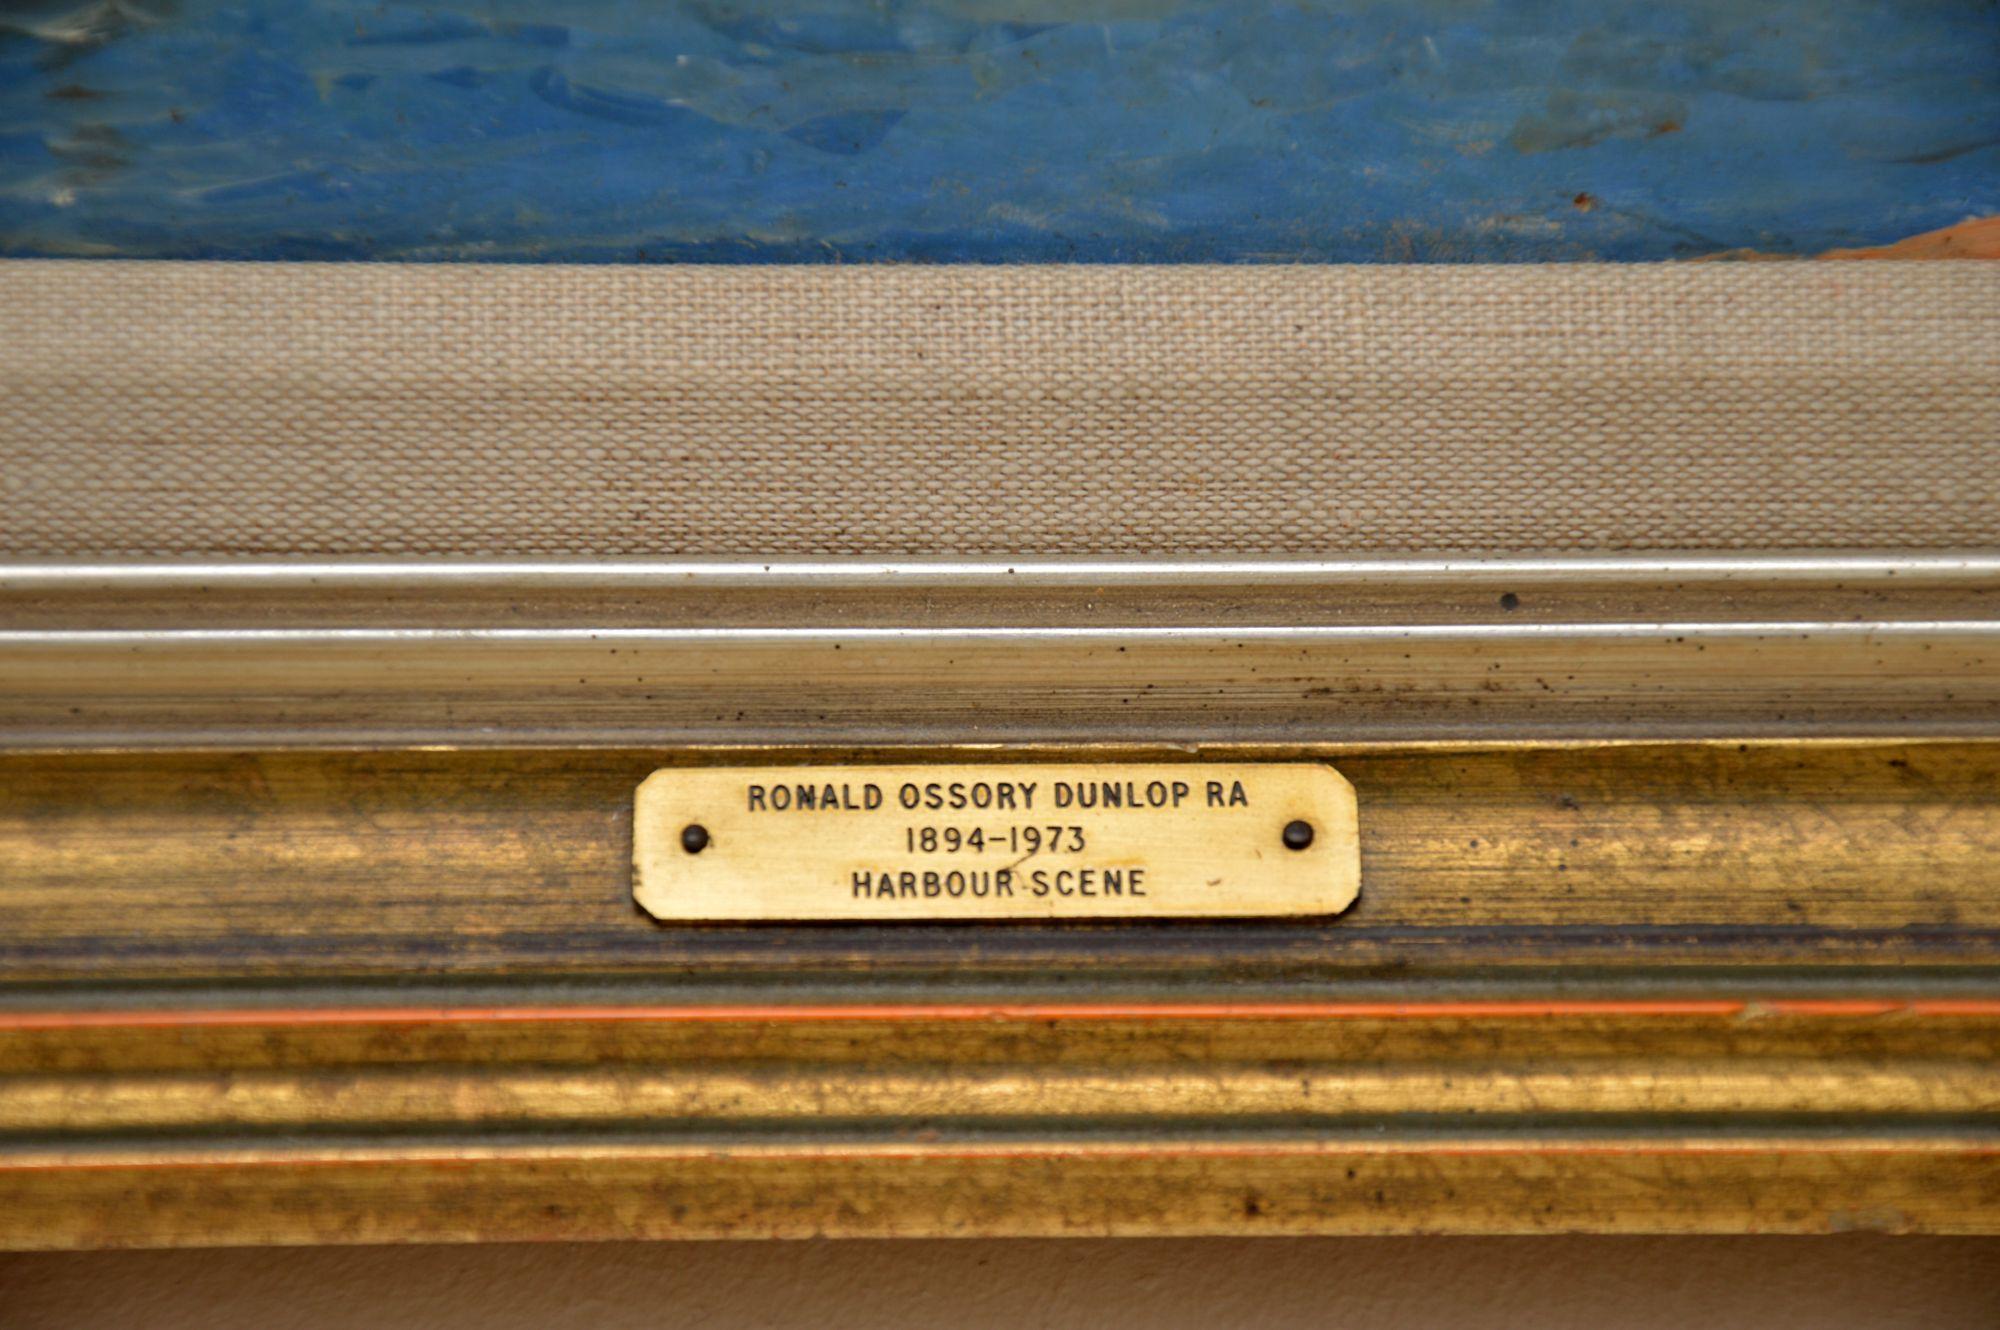 RONALD OSSORY DUNLOP RA
1894-1973
HARBOUR SCENE